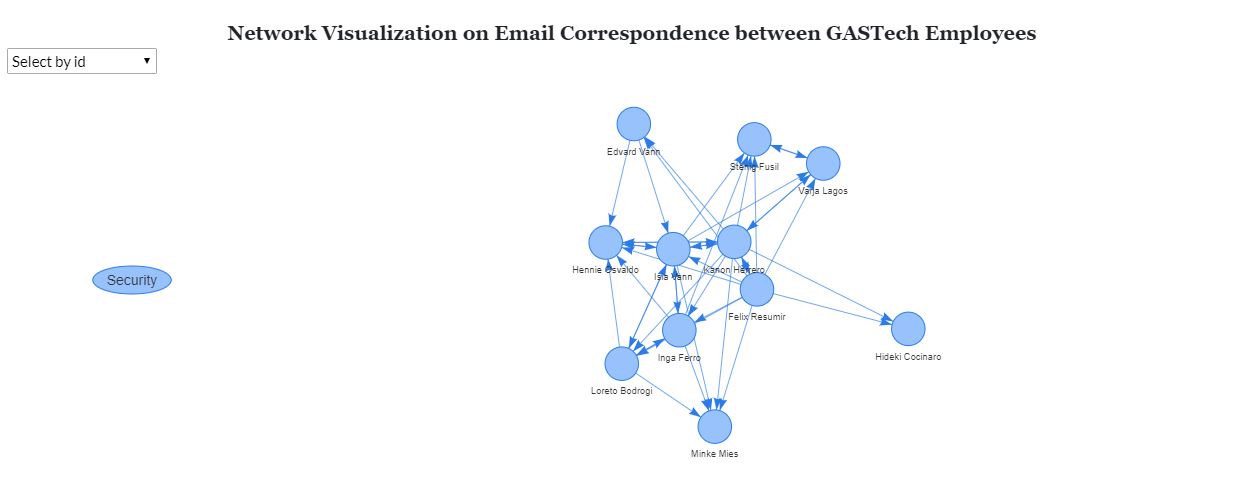 Network Visualization on Email Correspondence between GASTech Employees
Select by id
Edvard Vann
Stenig Fusil
Varja Lagos
Hennie Osvaldo
Isia Vann
Kanon Herrero
Security
Felix Resumir
Inga Ferro
Hideki Cocinaro
Loreto Bodrogi
Minke Mies